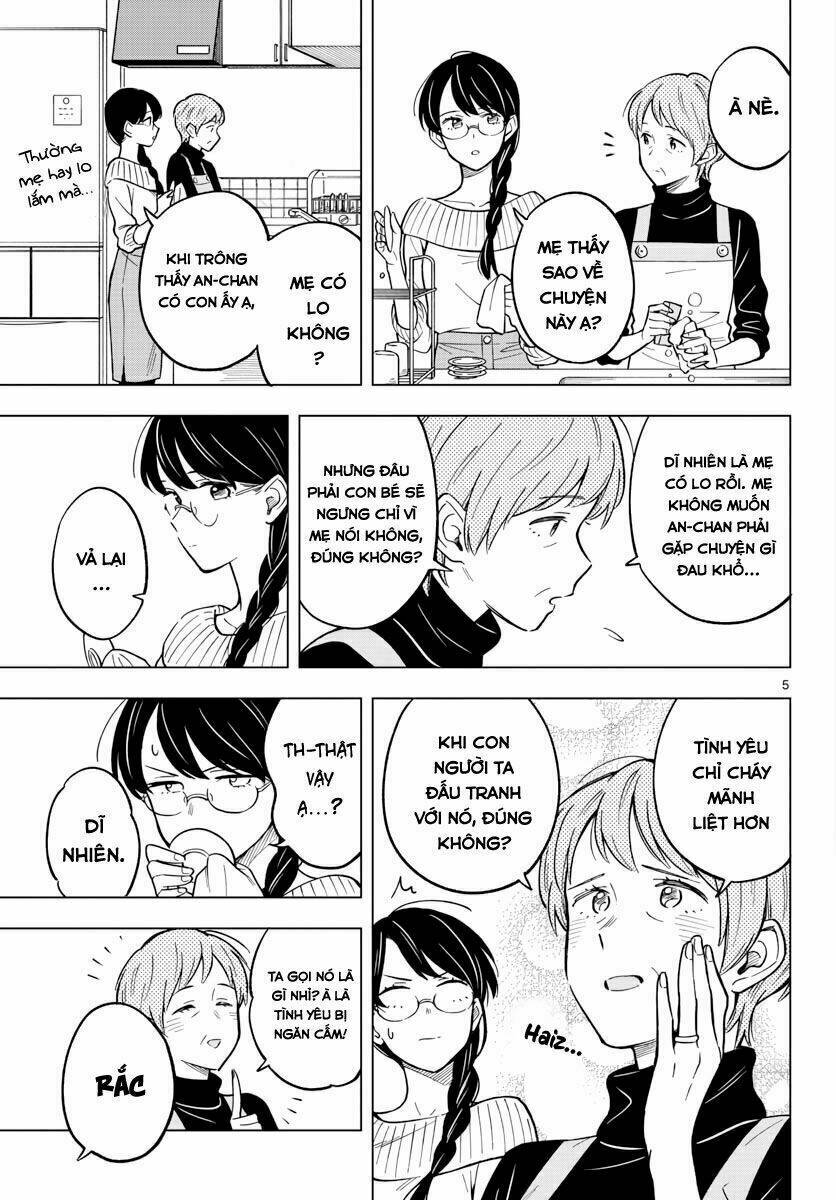 À NÈ.
MẸ THẤY
SAO VỀ
CHUYỆN
NÀY Ạ?
MẸ CÓ
LO
KHÔNG
?
KHI TRÔNG
THẤY AN-CHAN
CÓ CON ẤY Ạ,
Thường
mẹ hay lo
lắm mà...
DĨ NHIÊN LÀ MẸ
CÓ LO RỒI. MẸ
KHÔNG MUỐN
AN-CHAN PHẢI
GẶP CHUYỆN GÌ
ĐAU KHỔ...
NHƯNG ĐÂU
PHẢI CON BÉ SẼ
NGƯNG CHỈ VÌ
MẸ NÓI KHÔNG,
ĐÚNG KHÔNG?
VẢ LẠI
...
5
TÌNH YÊU
CHỈ CHÁY
MÃNH
LIỆT HƠN
KHI CON
NGƯỜI TA
ĐẤU TRANH
VỚI NÓ, ĐÚNG
KHÔNG?
Haiz...
TH-THẬT
VẬY
Ạ...?
DĨ
NHIÊN.
TA GỌI NÓ LÀ
GÌ NHỈ? À LÀ
TÌNH YÊU BỊ
NGĂN CẤM!
RẮC